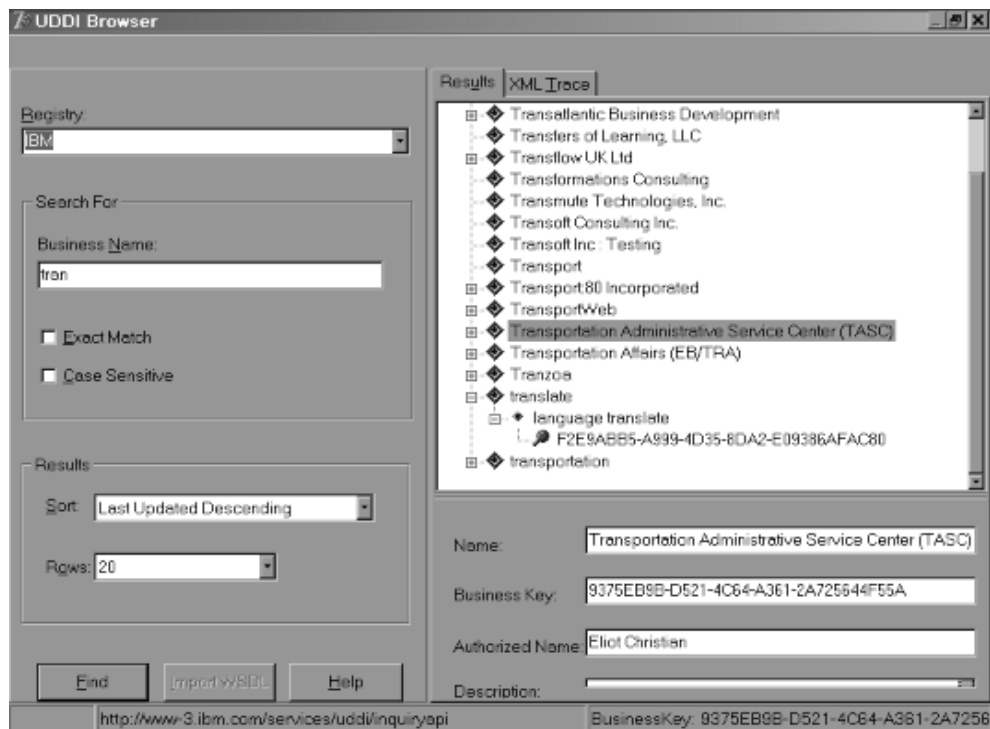 UDDI Browser
Registry:
IBM
Search For
Business Name:
tran
Exact Match
Case Sensitive
Results
Sort: Last Updated Descending
Rows: 20
Find Import WSDL Help
Results XML Trace
Transatlantic Business Development
Transfers of Learning, LLC
Transflow UK Ltd
Transformations Consulting
Transmute Technologies, Inc.
Transoft Consulting Inc.
Transoft Inc : Testing
Transport
Transport:80 Incorporated
TransportWeb
Transportation Administrative Service Center (TASC)
Transportation Affairs (EB/TRA)
Tranzoa
translate
language translate
F2E9ABB5-A999-4D35-8DA2-E09386AFAC80
transportation
Name: Transportation Administrative Service Center (TASC)
Business Key: 9375EB9B-D521-4C64-A361-2A725644F55A
Authorized Name: Eliot Christian
Description:
http://www-3.ibm.com/services/uddi/inquiryapi BusinessKey: 9375EB9B-D521-4C64-A361-2A7256